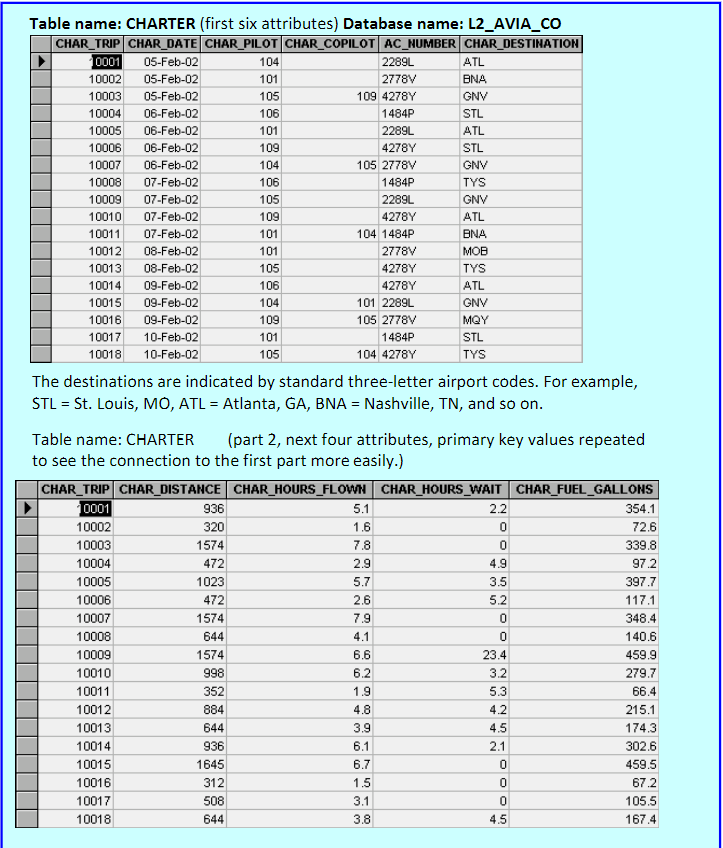 Table name: CHARTER (first six attributes) Database name: L2_AVIA_CO
CHAR_TRIP CHAR_DATE CHAR_PILOT CHAR_COPILOT AC_NUMBER CHAR_DESTINATION
10001 05-Feb-02 104 2289L ATL
10002 05-Feb-02 101 2778V BNA
10003 05-Feb-02 105 109 4278Y GNV
10004 06-Feb-02 106 1484P STL
10005 06-Feb-02 101 2289L ATL
10006 06-Feb-02 109 4278Y STL
10007 06-Feb-02 104 105 2778V GNV
10008 07-Feb-02 106 1484P TYS
10009 07-Feb-02 105 2289L GNV
10010 07-Feb-02 109 4278Y ATL
10011 07-Feb-02 101 104 1484P BNA
10012 08-Feb-02 101 2778V MOB
10013 08-Feb-02 105 4278Y TYS
10014 09-Feb-02 106 4278Y ATL
10015 09-Feb-02 104 101 2289L GNV
10016 09-Feb-02 109 105 2778V MQY
10017 10-Feb-02 101 1484P STL
10018 10-Feb-02 105 104 4278Y TYS
The destinations are indicated by standard three-letter airport codes. For example,
STL = St. Louis, MO, ATL = Atlanta, GA, BNA = Nashville, TN, and so on.
Table name: CHARTER (part 2, next four attributes, primary key values repeated
to see the connection to the first part more easily.)
CHAR_TRIP CHAR_DISTANCE CHAR_HOURS_FLOWN CHAR_HOURS_WAIT CHAR_FUEL_GALLONS
10001 936 5.1 2.2 354.1
10002 320 1.6 0 72.6
10003 1574 7.8 0 339.8
10004 472 2.9 4.9 97.2
10005 1023 5.7 3.5 397.7
10006 472 2.6 5.2 117.1
10007 1574 7.9 0 348.4
10008 644 4.1 0 140.6
10009 1574 6.6 23.4 459.9
10010 998 6.2 3.2 279.7
10011 352 1.9 5.3 66.4
10012 884 4.8 4.2 215.1
10013 644 3.9 4.5 174.3
10014 936 6.1 2.1 302.6
10015 1645 6.7 0 459.5
10016 312 1.5 0 67.2
10017 508 3.1 0 105.5
10018 644 3.8 4.5 167.4